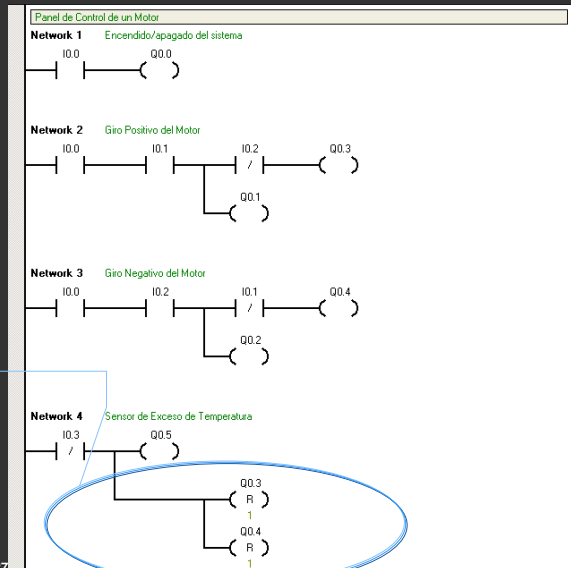 Panel de Control de un Motor
Network 1 Encendido/apagado del sistema
I0.0 Q0.0
Network 2 Giro Positivo del Motor
I0.0 I0.1 I0.2 Q0.3
/
Q0.1
Network 3 Giro Negativo del Motor
I0.0 I0.2 I0.1 Q0.4
/
Q0.2
Network 4 Sensor de Exceso de Temperatura
I0.3 Q0.5
/
Q0.3
R
1
Q0.4
R
1
7